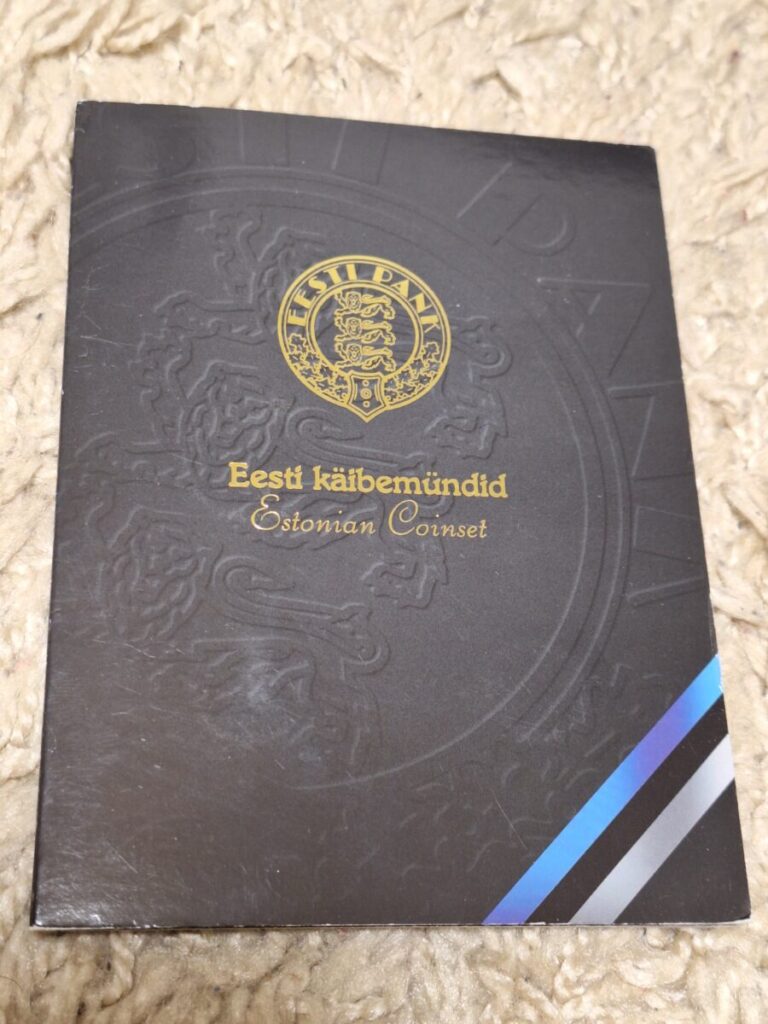 EESTI PANK
Eesti käibemündid
Estonian Coinset